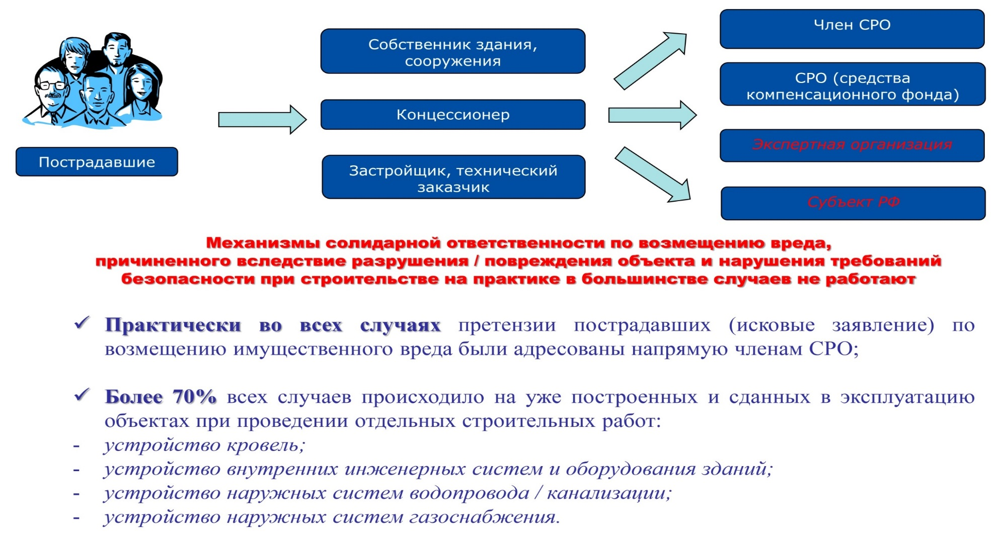 Пострадавшие
Собственник здания,
сооружения
Концессионер
Застройщик, технический
заказчик
Член СРО
СРО (средства
компенсационного фонда)
Экспертная организация
Субъект РФ
Механизмы солидарной ответственности по возмещению вреда,
причиненного вследствие разрушения / повреждения объекта и нарушения требований
безопасности при строительстве на практике в большинстве случаев не работают
✓ Практически во всех случаях претензии пострадавших (исковые заявление) по
возмещению имущественного вреда были адресованы напрямую членам СРО;
✓ Более 70% всех случаев происходило на уже построенных и сданных в эксплуатацию
объектах при проведении отдельных строительных работ:
- устройство кровель;
- устройство внутренних инженерных систем и оборудования зданий;
- устройство наружных систем водопровода / канализации;
- устройство наружных систем газоснабжения.